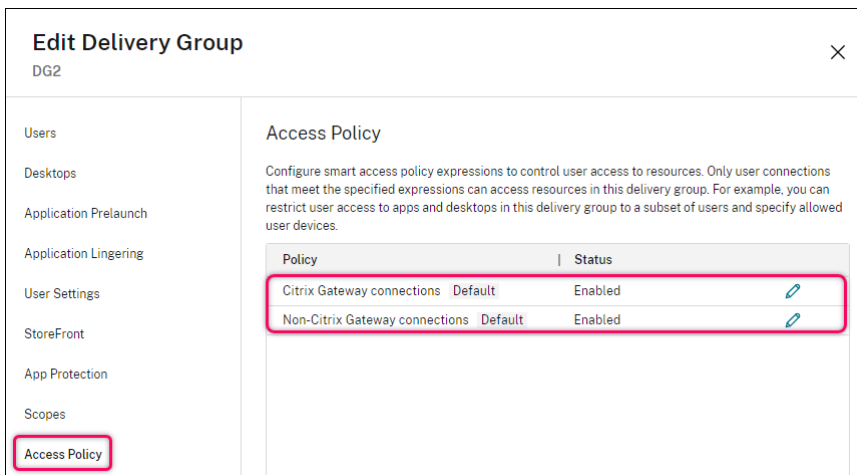 Edit Delivery Group
DG2
Users
Desktops
Application Prelaunch
Application Lingering
User Settings
StoreFront
App Protection
Scopes
Access Policy
Access Policy
Configure smart access policy expressions to control user access to resources. Only user connections
that meet the specified expressions can access resources in this delivery group. For example, you can
restrict user access to apps and desktops in this delivery group to a subset of users and specify allowed
user devices.
Policy Status
Citrix Gateway connections Default Enabled
Non-Citrix Gateway connections Default Enabled